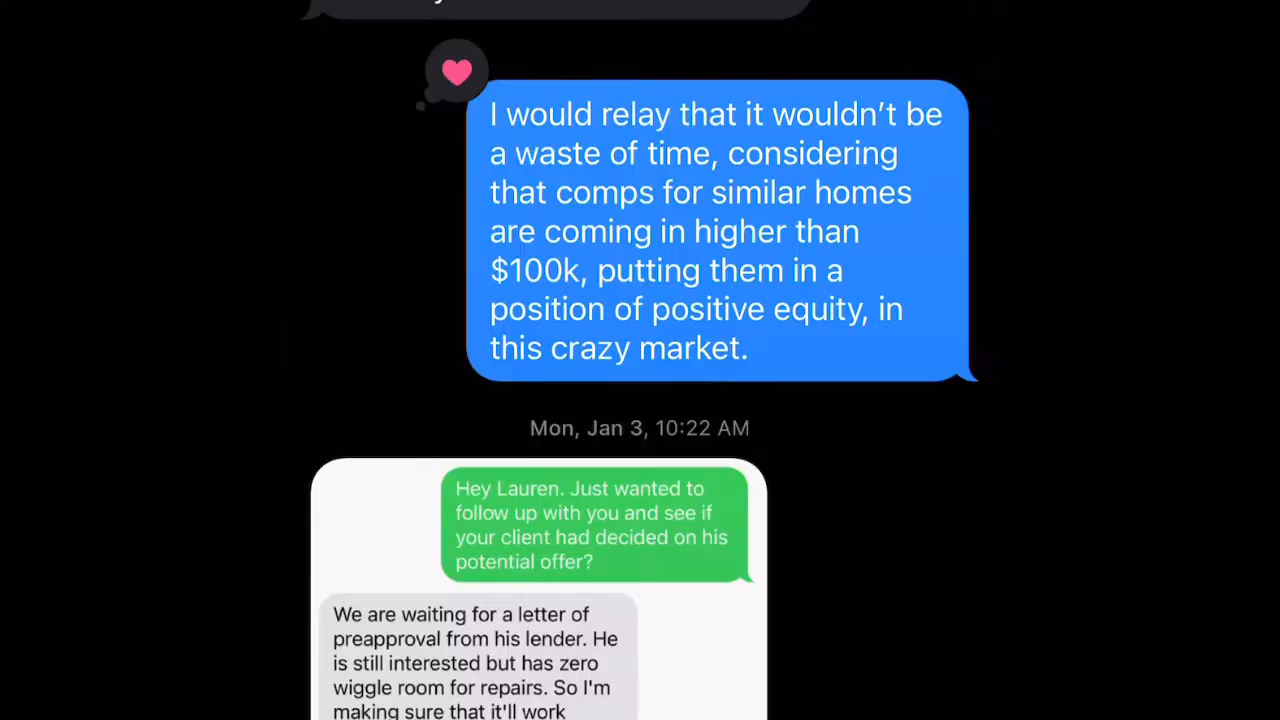 I would relay that it wouldn’t be
a waste of time, considering
that comps for similar homes
are coming in higher than
$100k, putting them in a
position of positive equity, in
this crazy market.
Mon, Jan 3, 10:22 AM
Hey Lauren. Just wanted to
follow up with you and see if
your client had decided on his
potential offer?
We are waiting for a letter of
preapproval from his lender. He
is still interested but has zero
wiggle room for repairs. So I'm
making sure that it'll work